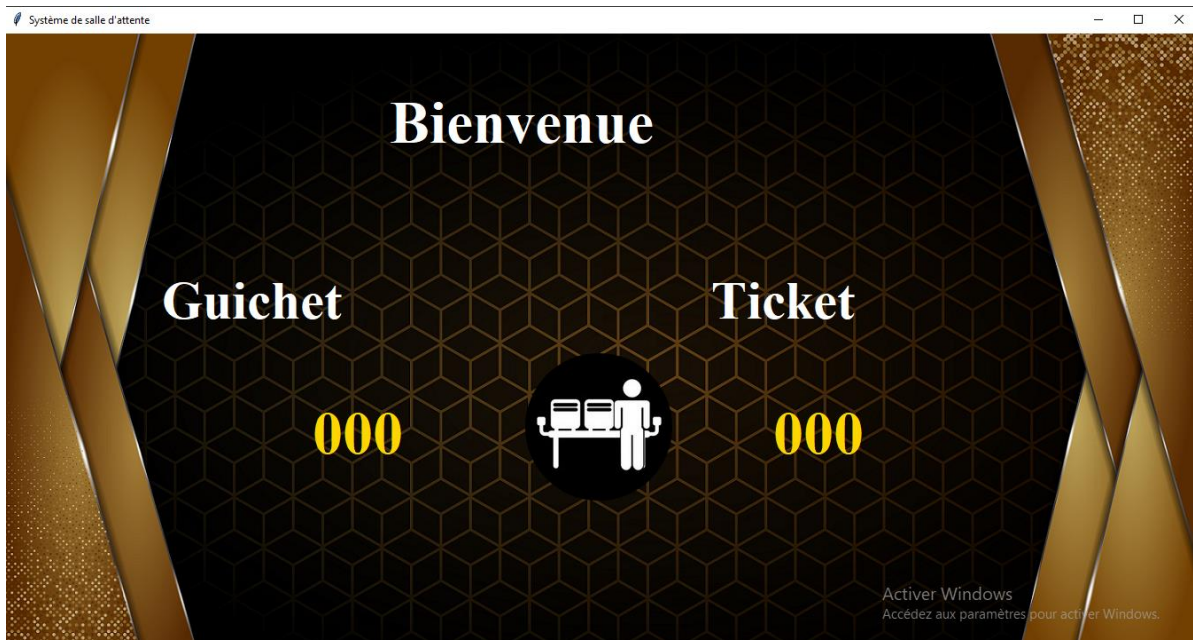 Système de salle d'attente
Bienvenue
Guichet
Ticket
000
000
Activer Windows
Accédez aux paramètres pour activer Windows.